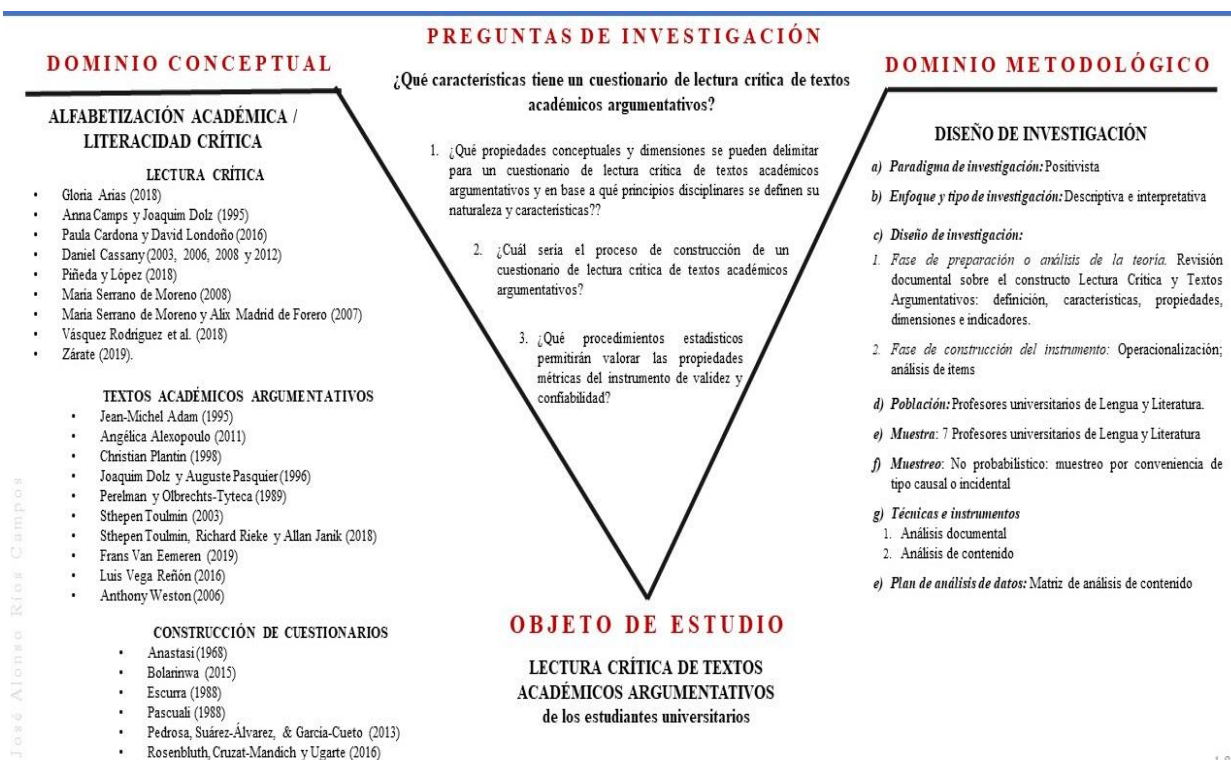 PREGUNTAS DE INVESTIGACIÓN
¿Qué características tiene un cuestionario de lectura crítica de textos
académicos argumentativos?
1. ¿Qué propiedades conceptuales y dimensiones se pueden delimitar
para un cuestionario de lectura crítica de textos académicos
argumentativos y en base a qué principios disciplinares se definen su
naturaleza y características??
2. ¿Cuál sería el proceso de construcción de un
cuestionario de lectura crítica de textos académicos
argumentativos?
3. ¿Qué procedimientos estadísticos
permitirán valorar las propiedades
métricas del instrumento de validez y
confiabilidad?
DOMINIO CONCEPTUAL
ALFABETIZACIÓN ACADÉMICA /
LITERACIDAD CRÍTICA
LECTURA CRÍTICA
• Gloria Arias (2018)
• Anna Camps y Joaquim Dolz (1995)
• Paula Cardona y David Londoño (2016)
• Daniel Cassany (2003, 2006, 2008 y 2012)
• Piñeda y López (2018)
• Maria Serrano de Moreno (2008)
• Maria Serrano de Moreno y Alix Madrid de Forero (2007)
• Vásquez Rodríguez et al. (2018)
• Zárate (2019).
TEXTOS ACADÉMICOS ARGUMENTATIVOS
• Jean-Michel Adam (1995)
• Angélica Alexopoulo (2011)
• Christian Plantin (1998)
• Joaquim Dolz y Auguste Pasquier (1996)
• Perelman y Olbrechts-Tyteca (1989)
• Sthepen Toulmin (2003)
• Sthepen Toulmin, Richard Rieke y Allan Janik (2018)
• Frans Van Eemeren (2019)
• Luis Vega Reñón (2016)
• Anthony Weston (2006)
CONSTRUCCIÓN DE CUESTIONARIOS
• Anastasi (1968)
• Bolarinwa (2015)
• Escurra (1988)
• Pascuali (1988)
• Pedrosa, Suárez-Álvarez, & García-Cueto (2013)
• Rosenbluth, Cruzat-Mandich y Ugarte (2016)
José Alonso Ríos Campos
OBJETO DE ESTUDIO
LECTURA CRÍTICA DE TEXTOS
ACADÉMICOS ARGUMENTATIVOS
de los estudiantes universitarios
DOMINIO METODOLÓGICO
DISEÑO DE INVESTIGACIÓN
a) Paradigma de investigación: Positivista
b) Enfoque y tipo de investigación: Descriptiva e interpretativa
c) Diseño de investigación:
1. Fase de preparación o análisis de la teoría. Revisión
documental sobre el constructo Lectura Crítica y Textos
Argumentativos: definición, características, propiedades,
dimensiones e indicadores.
2. Fase de construcción del instrumento: Operacionalización;
análisis de items
d) Población: Profesores universitarios de Lengua y Literatura.
e) Muestra: 7 Profesores universitarios de Lengua y Literatura
f) Muestreo: No probabilístico: muestreo por conveniencia de
tipo causal o incidental
g) Técnicas e instrumentos
1. Análisis documental
2. Análisis de contenido
e) Plan de análisis de datos: Matriz de análisis de contenido